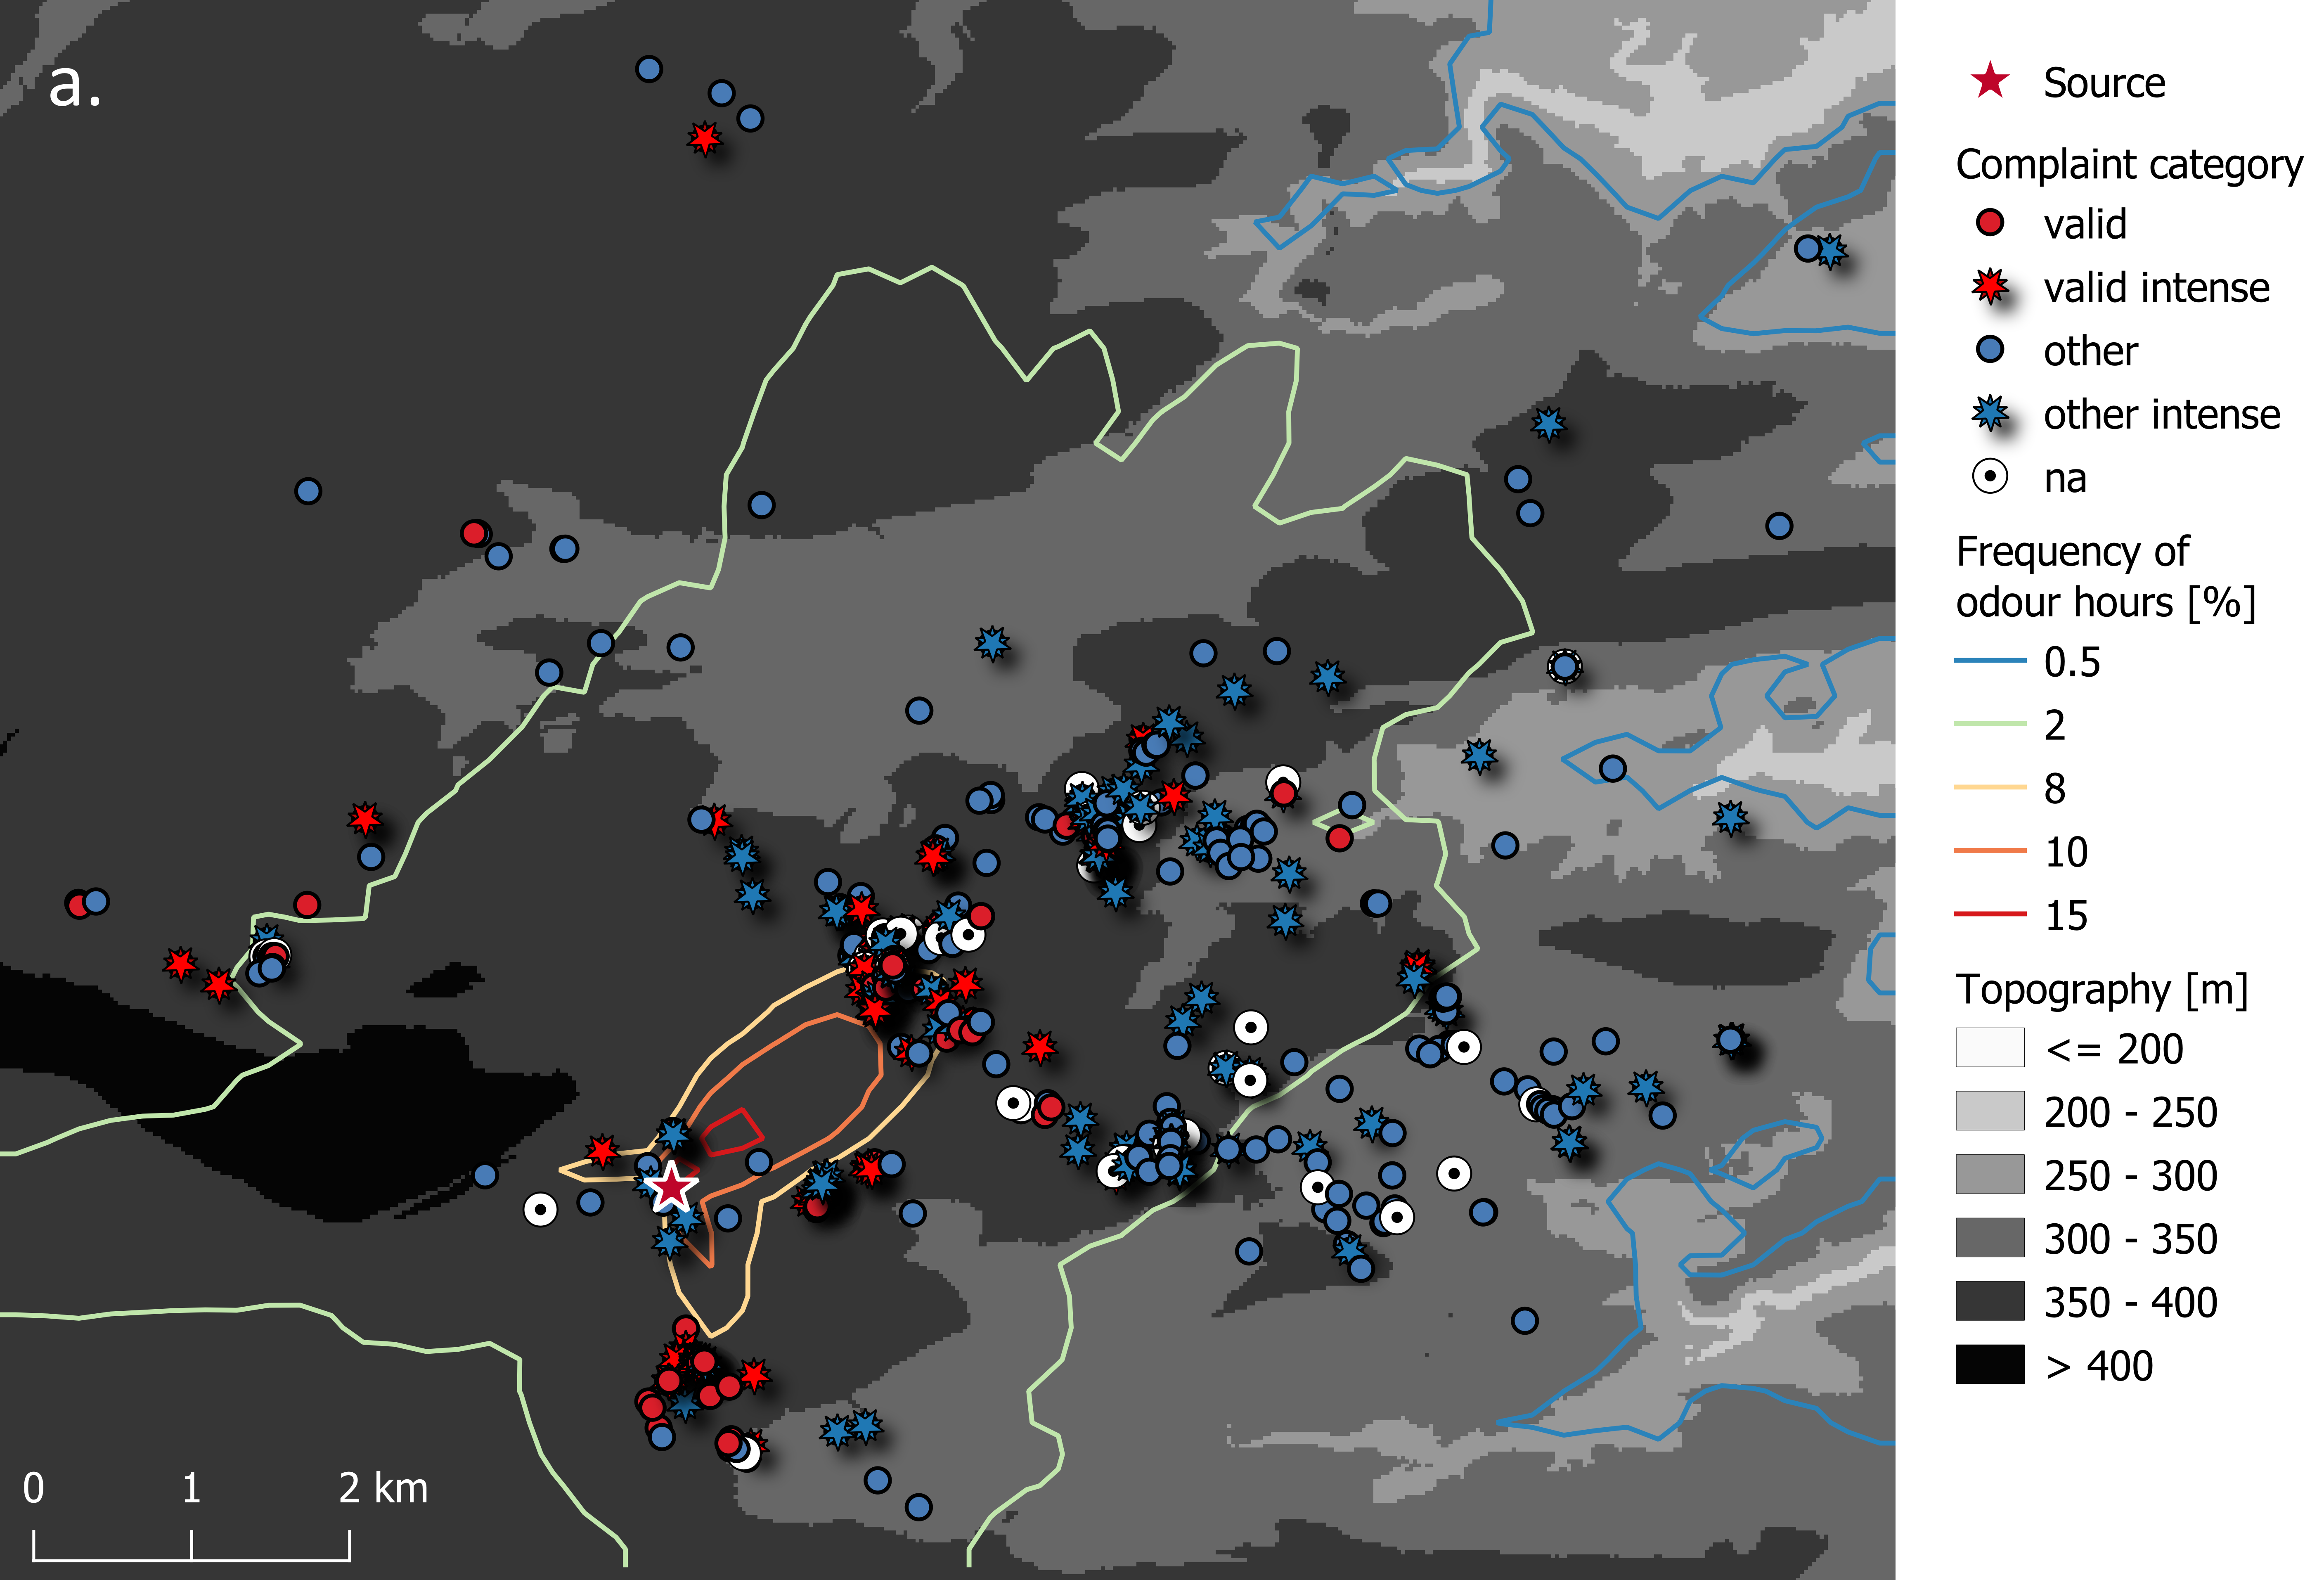 a.
0 1 2 km
Source
Complaint category
valid
valid intense
other
other intense
na
Frequency of
odour hours [%]
0.5
2
8
10
15
Topography [m]
<= 200
200 - 250
250 - 300
300 - 350
350 - 400
> 400